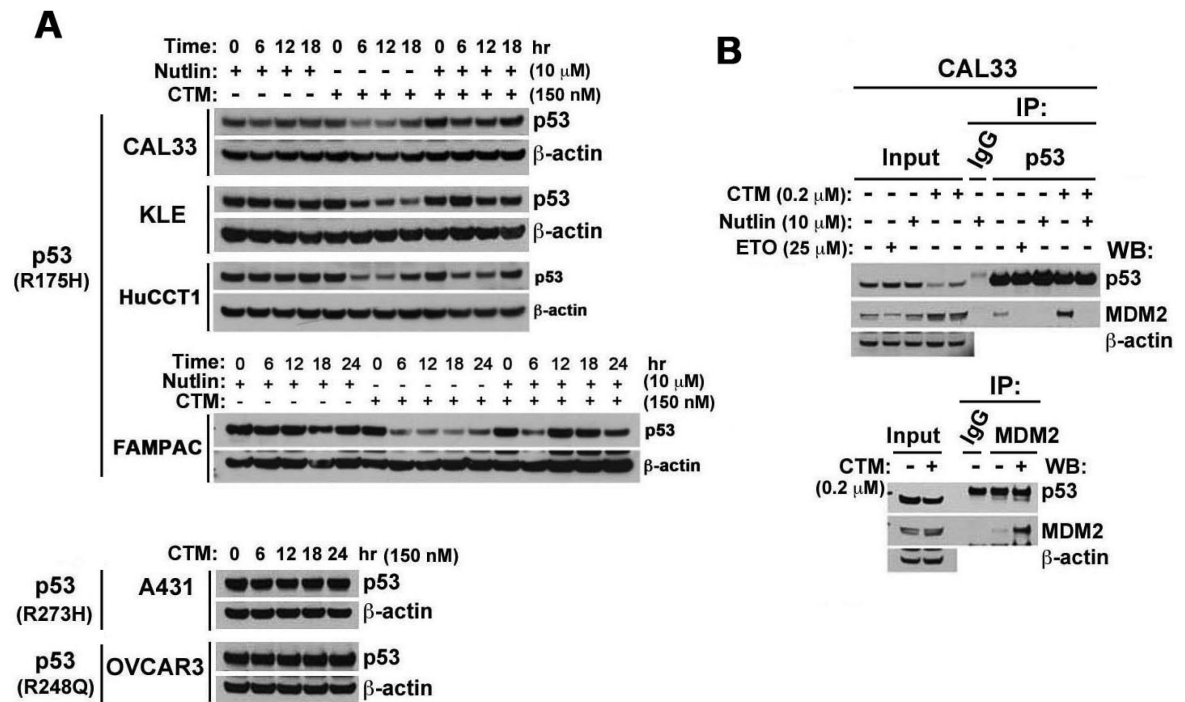 A
Time: 0 6 12 18 0 6 12 18 0 6 12 18 hr
Nutlin: + + + + - - - - + + + + (10 μM)
CTM: - - - - + + + + + + + + (150 nM)
p53
(R175H)
CAL33
p53
β-actin
KLE
p53
β-actin
HuCCT1
p53
β-actin
Time: 0 6 12 18 24 0 6 12 18 24 0 6 12 18 24 hr
Nutlin: + + + + + - - - - - + + + + + (10 μM)
CTM: - - - - - + + + + + + + + + + (150 nM)
FAMPAC
p53
β-actin
CTM: 0 6 12 18 24 hr (150 nM)
p53
(R273H)
A431
p53
β-actin
p53
(R248Q)
OVCAR3
p53
β-actin
B
CAL33
IP:
Input IgG p53
CTM (0.2 μM): - - - + + - - - - + +
Nutlin (10 μM): - - + - + + - - + - +
ETO (25 μM): - + - - - - - + - - -
WB:
p53
MDM2
β-actin
IP:
Input IgG MDM2
CTM: - + - - + WB:
(0.2 μM)
p53
MDM2
β-actin